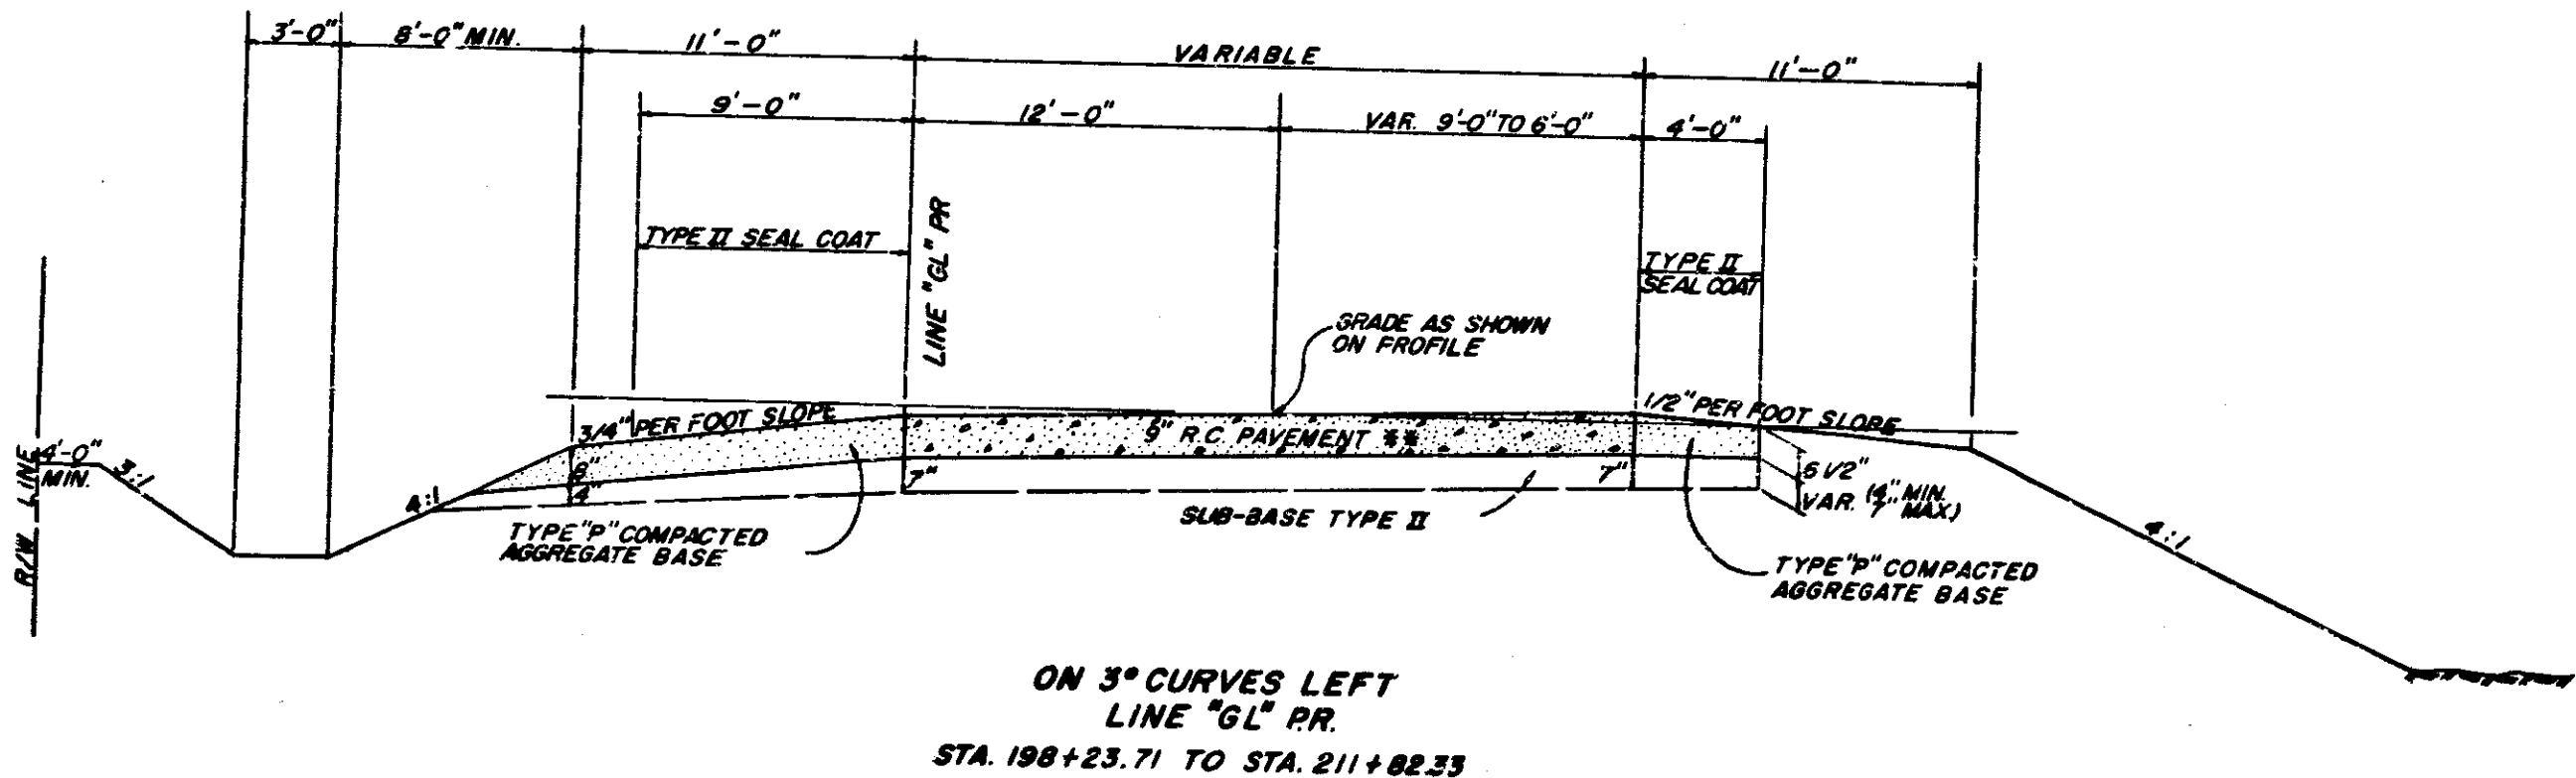 3'-0"
8'-0" MIN.
11'-0"
VARIABLE
11'-0"
9'-0"
12'-0"
VAR. 9'-0" TO 6'-0"
4'-0"
TYPE II SEAL COAT
LINE "GL" PR
TYPE II
SEAL COAT
GRADE AS SHOWN
ON PROFILE
3/4" PER FOOT SLOPE
1/2" PER FOOT SLOPE
9" R.C. PAVEMENT **
R/W LINE
4'-0"
MIN.
3:1
4:1
4"
7"
7"
6 1/2"
VAR. (4" MIN.
7" MAX.)
SUB-BASE TYPE II
TYPE "P" COMPACTED
AGGREGATE BASE
TYPE "P" COMPACTED
AGGREGATE BASE
4:1
ON 3° CURVES LEFT
LINE "GL" P.R.
STA. 198+23.71 TO STA. 211+82.33